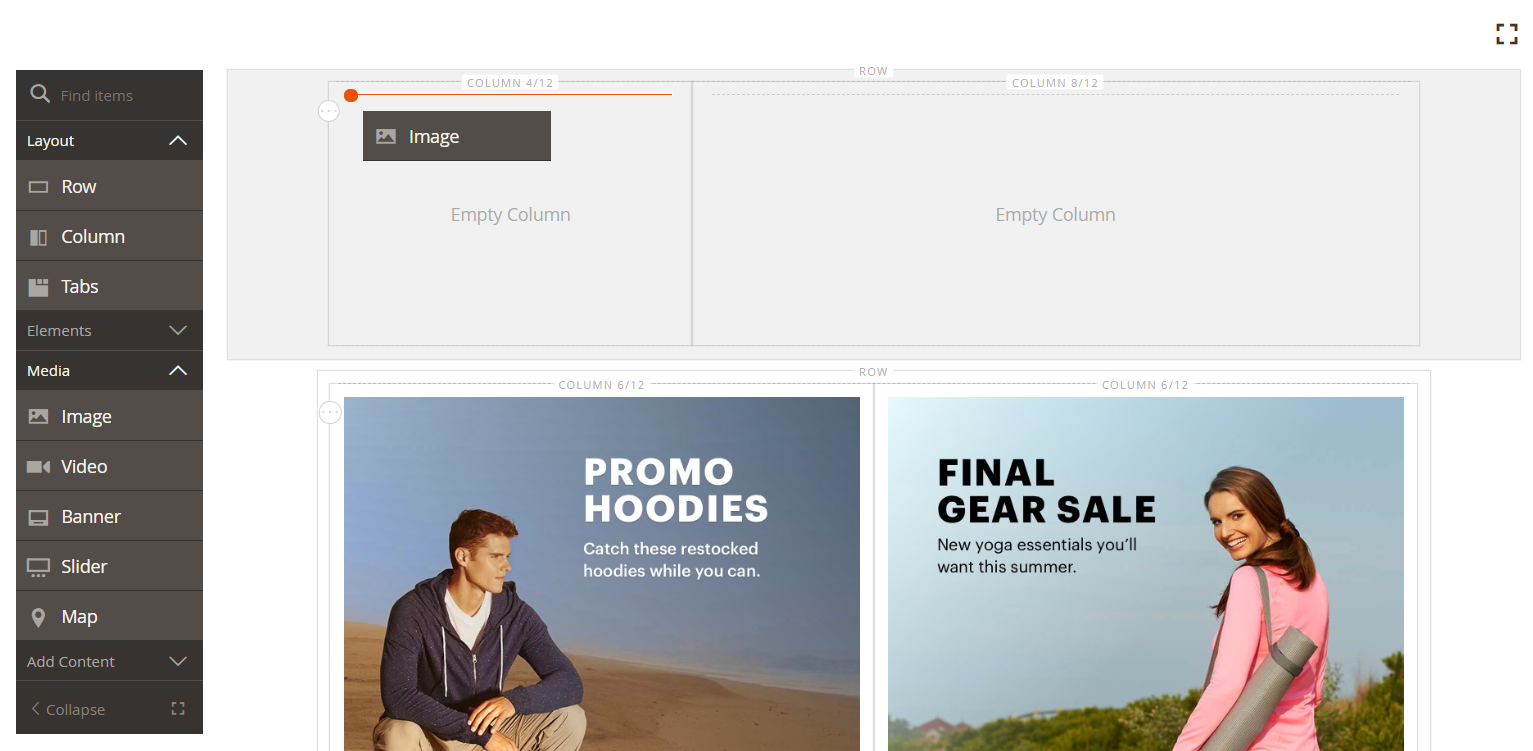 Find items
Layout
Row
Column
Tabs
Elements
Media
Image
Video
Banner
Slider
Map
Add Content
Collapse
ROW
COLUMN 4/12
COLUMN 8/12
Image
Empty Column
Empty Column
ROW
COLUMN 6/12
COLUMN 6/12
PROMO
HOODIES
Catch these restocked
hoodies while you can.
FINAL
GEAR SALE
New yoga essentials you’ll
want this summer.